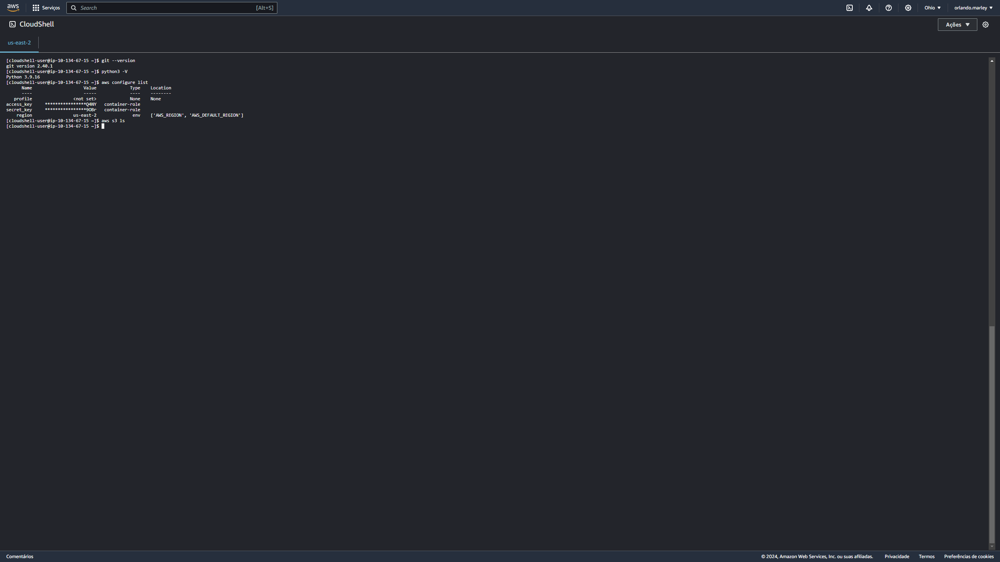 aws Serviços Search [Alt+S] Ohio orlando.marley
CloudShell Ações
us-east-2
[cloudshell-user@ip-10-134-67-15 ~]$ git --version
git version 2.40.1
[cloudshell-user@ip-10-134-67-15 ~]$ python3 -V
Python 3.9.16
[cloudshell-user@ip-10-134-67-15 ~]$ aws configure list
      Name                    Value             Type    Location
      ----                    -----             ----    --------
   profile                <not set>             None    None
access_key     ****************Q4NY   container-role
secret_key     ****************9OBr   container-role
    region                us-east-2              env    ['AWS_REGION', 'AWS_DEFAULT_REGION']
[cloudshell-user@ip-10-134-67-15 ~]$ aws s3 ls
[cloudshell-user@ip-10-134-67-15 ~]$
Comentários © 2024, Amazon Web Services, Inc. ou suas afiliadas. Privacidade Termos Preferências de cookies